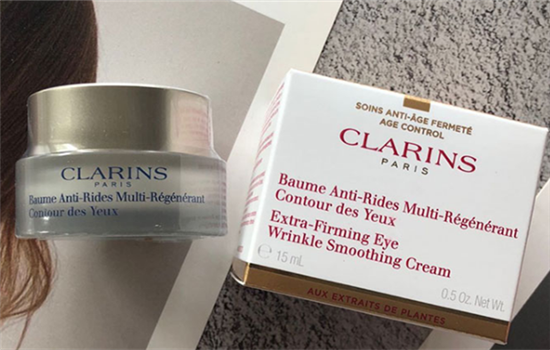 CLARINS
PARIS
Baume Anti-Rides Multi-Régénérant
Contour des Yeux
SOINS ANTI-ÂGE FERMETÉ
AGE CONTROL
CLARINS
PARIS
Baume Anti-Rides Multi-Régénérant
Contour des Yeux
Extra-Firming Eye
Wrinkle Smoothing Cream
℮ 15 mL
0.5 Oz. Net Wt.
AUX EXTRAITS DE PLANTES